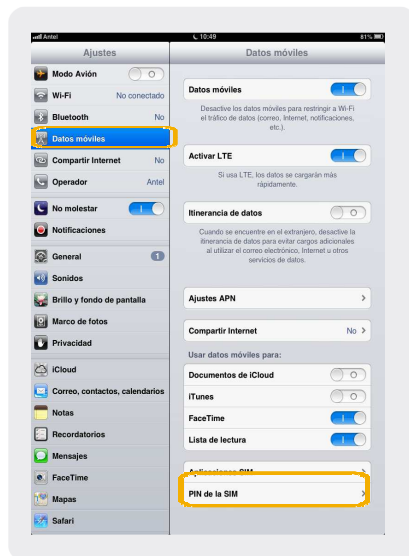 Antel 10:49 81%
Ajustes
Modo Avión
Wi-Fi No conectado
Bluetooth No
Datos móviles
Compartir Internet No
Operador Antel
No molestar
Notificaciones
General 1
Sonidos
Brillo y fondo de pantalla
Marco de fotos
Privacidad
iCloud
Correo, contactos, calendarios
Notas
Recordatorios
Mensajes
FaceTime
Mapas
Safari
Datos móviles
Datos móviles
Desactive los datos móviles para restringir a Wi-Fi
el tráfico de datos (correo, Internet, notificaciones,
etc.).
Activar LTE
Si usa LTE, los datos se cargarán más
rápidamente.
Itinerancia de datos
Cuando se encuentre en el extranjero, desactive la
itinerancia de datos para evitar cargos adicionales
al utilizar el correo electrónico, Internet u otros
servicios de datos.
Ajustes APN
Compartir Internet No
Usar datos móviles para:
Documentos de iCloud
iTunes
FaceTime
Lista de lectura
Aplicaciones SIM
PIN de la SIM